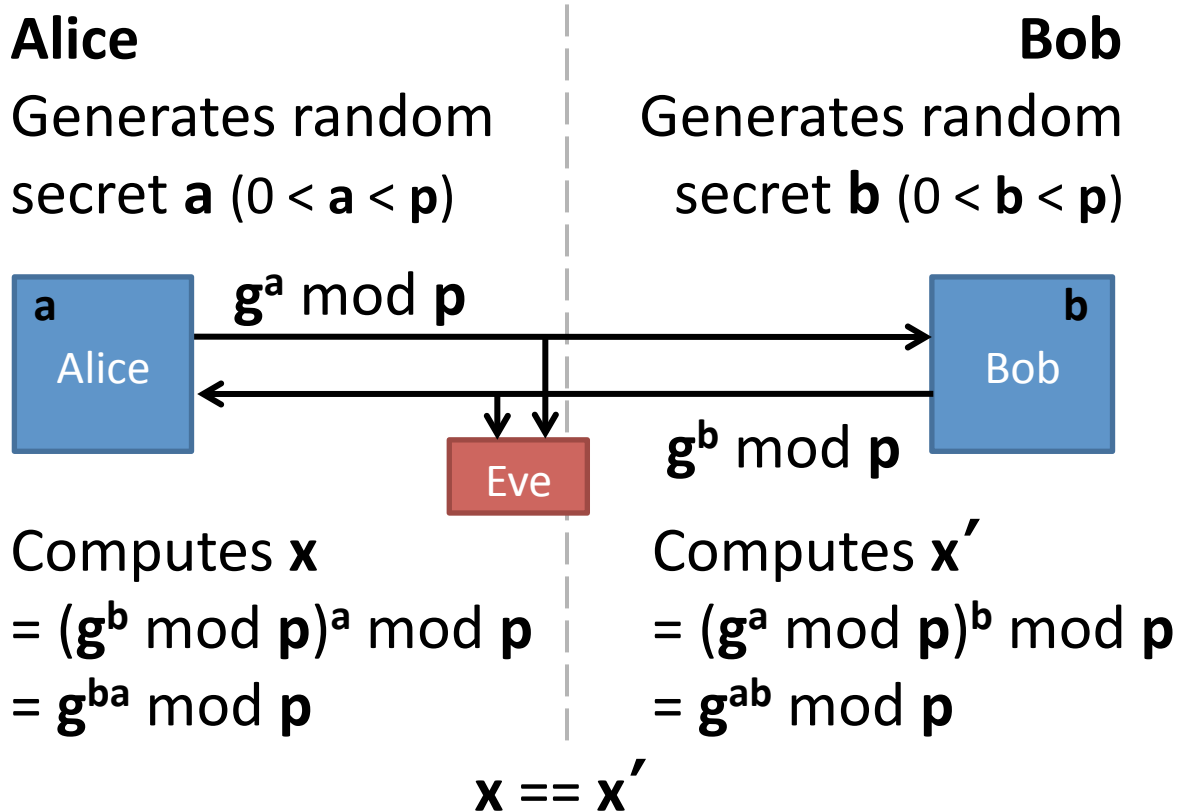 Alice
Generates random
secret a (0 < a < p)
Bob
Generates random
secret b (0 < b < p)
a
Alice
gᵃ mod p
b
Bob
gᵇ mod p
Eve
Computes x
= (gᵇ mod p)ᵃ mod p
= gᵇᵃ mod p
Computes x′
= (gᵃ mod p)ᵇ mod p
= gᵃᵇ mod p
x == x′